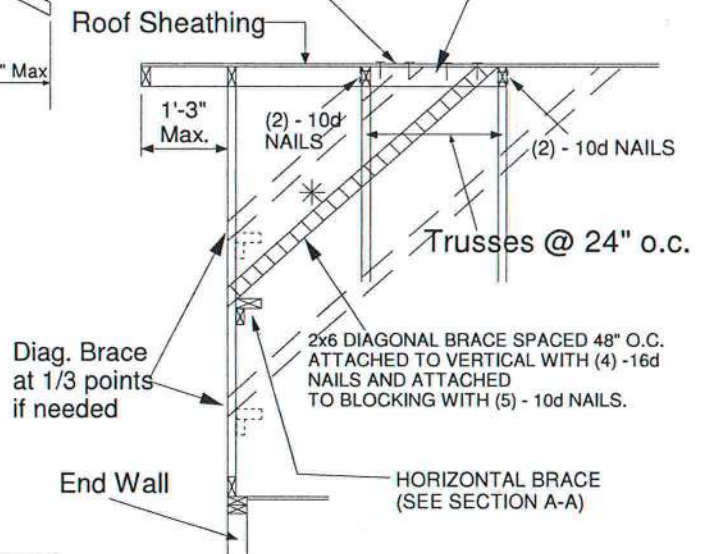 Roof Sheathing
" Max
1'-3"
Max.
(2) - 10d
NAILS
(2) - 10d NAILS
Trusses @ 24" o.c.
2x6 DIAGONAL BRACE SPACED 48" O.C.
ATTACHED TO VERTICAL WITH (4) -16d
NAILS AND ATTACHED
TO BLOCKING WITH (5) - 10d NAILS.
Diag. Brace
at 1/3 points
if needed
End Wall
HORIZONTAL BRACE
(SEE SECTION A-A)